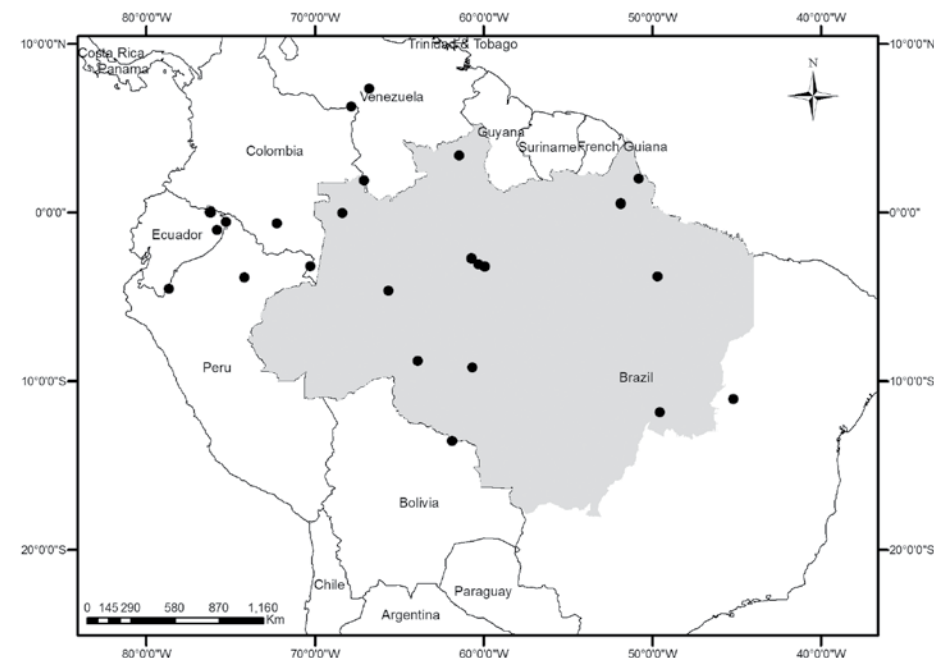 80°0'0"W 70°0'0"W 60°0'0"W 50°0'0"W 40°0'0"W
10°0'0"N 10°0'0"N
Costa Rica Trinidad & Tobago N
Panama
Venezuela
Guyana
Colombia Suriname French Guiana
0°0'0" 0°0'0"
Ecuador
Peru Brazil
10°0'0"S 10°0'0"S
Bolivia
20°0'0"S 20°0'0"S
Chile Paraguay
0 145 290 580 870 1,160
Km
Argentina
80°0'0"W 70°0'0"W 60°0'0"W 50°0'0"W 40°0'0"W